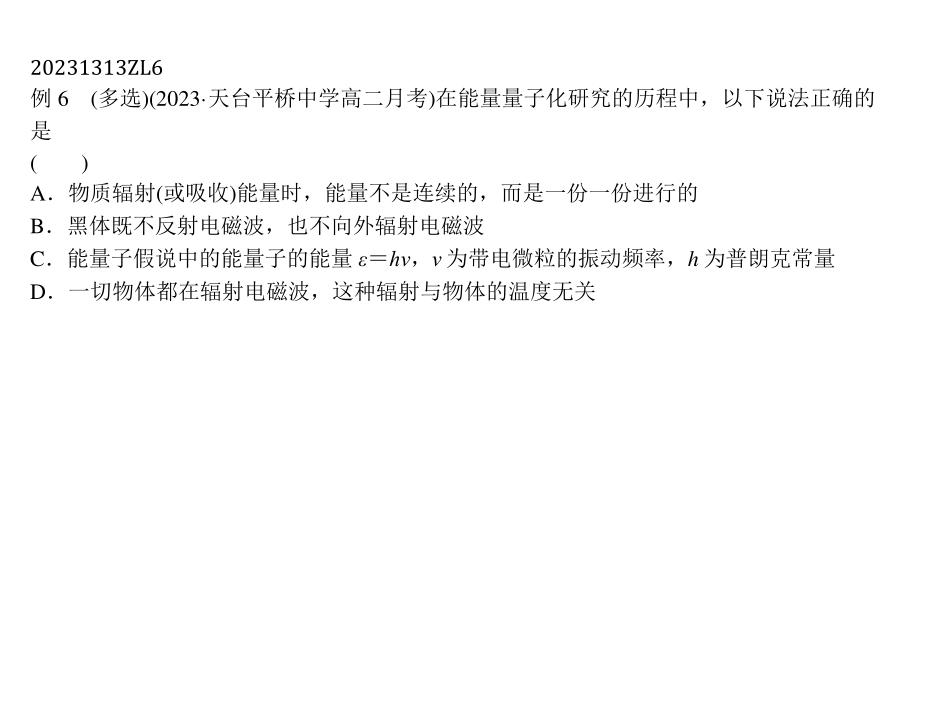 20231313ZL6
例 6　(多选)(2023·天台平桥中学高二月考)在能量量子化研究的历程中，以下说法正确的
是
(　　)
A．物质辐射(或吸收)能量时，能量不是连续的，而是一份一份进行的
B．黑体既不反射电磁波，也不向外辐射电磁波
C．能量子假说中的能量子的能量 ε＝hν，ν 为带电微粒的振动频率，h 为普朗克常量
D．一切物体都在辐射电磁波，这种辐射与物体的温度无关